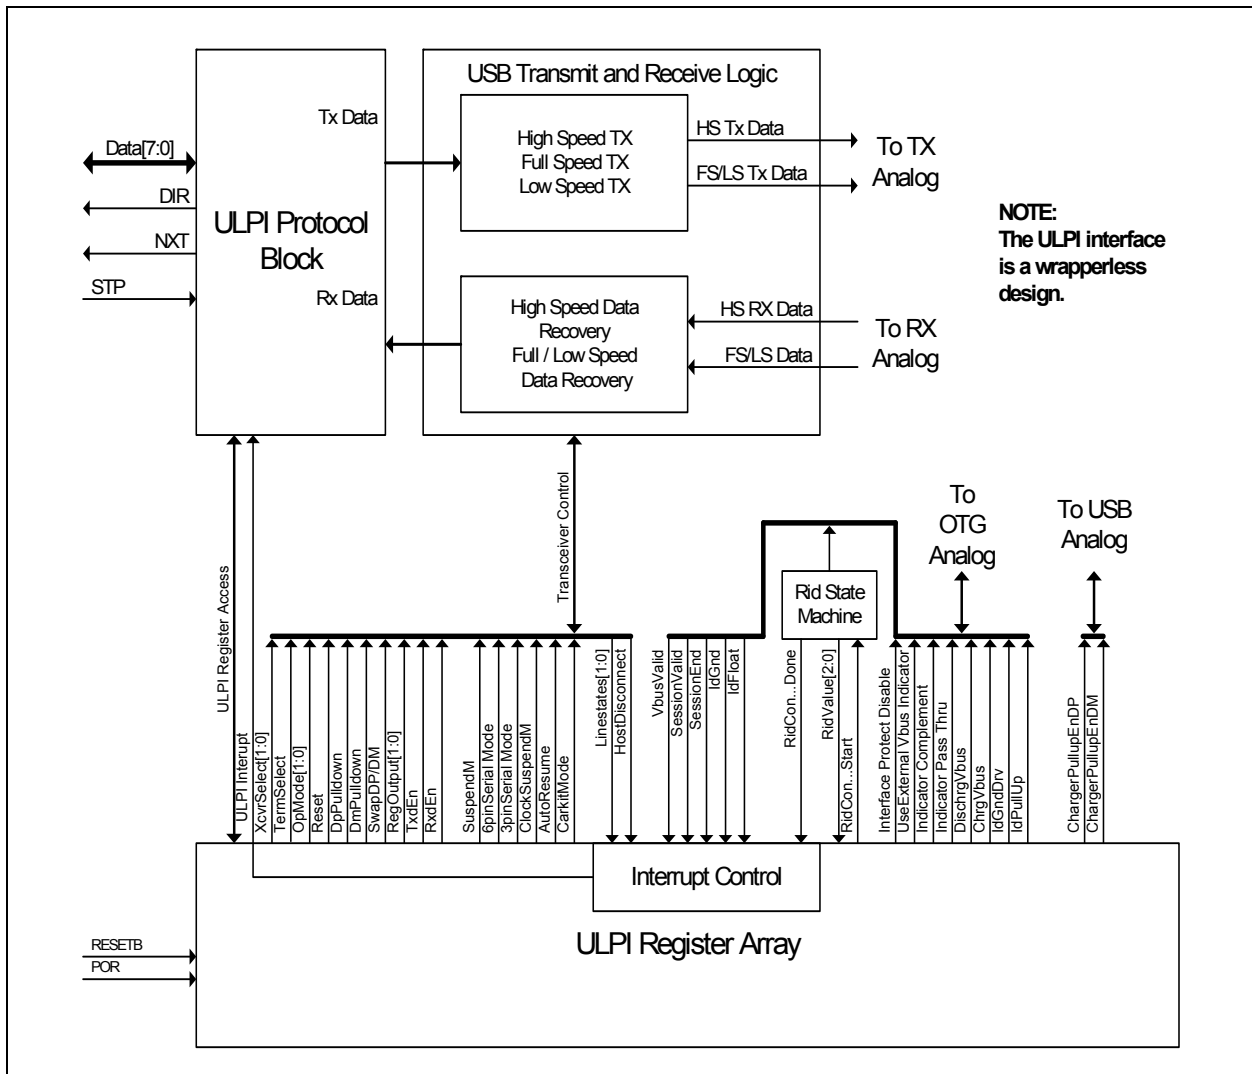 USB Transmit and Receive Logic
Tx Data
High Speed TX
Full Speed TX
Low Speed TX
HS Tx Data
FS/LS Tx Data
To TX
Analog
Data[7:0]
DIR
NXT
STP
ULPI Protocol
Block
NOTE:
The ULPI interface
is a wrapperless
design.
Rx Data
High Speed Data
Recovery
Full / Low Speed
Data Recovery
HS RX Data
FS/LS Data
To RX
Analog
ULPI Register Access
ULPI Interupt
Transceiver Control
To
OTG
Analog
To USB
Analog
Rid State
Machine
XcvrSelect[1:0]
TermSelect
OpMode[1:0]
Reset
DpPulldown
DmPulldown
SwapDP/DM
RegOutput[1:0]
TxdEn
RxdEn
SuspendM
6pinSerial Mode
3pinSerial Mode
ClockSuspendM
AutoResume
CarkitMode
Linestates[1:0]
HostDisconnect
VbusValid
SessionValid
SessionEnd
IdGnd
IdFloat
RidCon...Done
RidValue[2:0]
RidCon...Start
Interface Protect Disable
UseExternal Vbus Indicator
Indicator Complement
Indicator Pass Thru
DischrgVbus
ChrgVbus
IdGndDrv
IdPullUp
ChargerPullupEnDP
ChargerPullupEnDM
Interrupt Control
ULPI Register Array
RESETB
POR